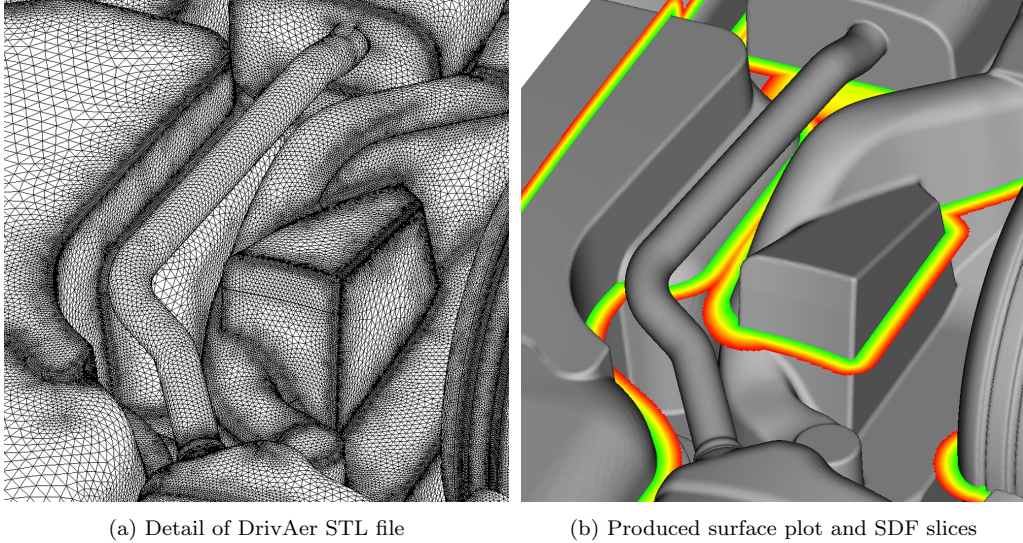 (a) Detail of DrivAer STL file
(b) Produced surface plot and SDF slices